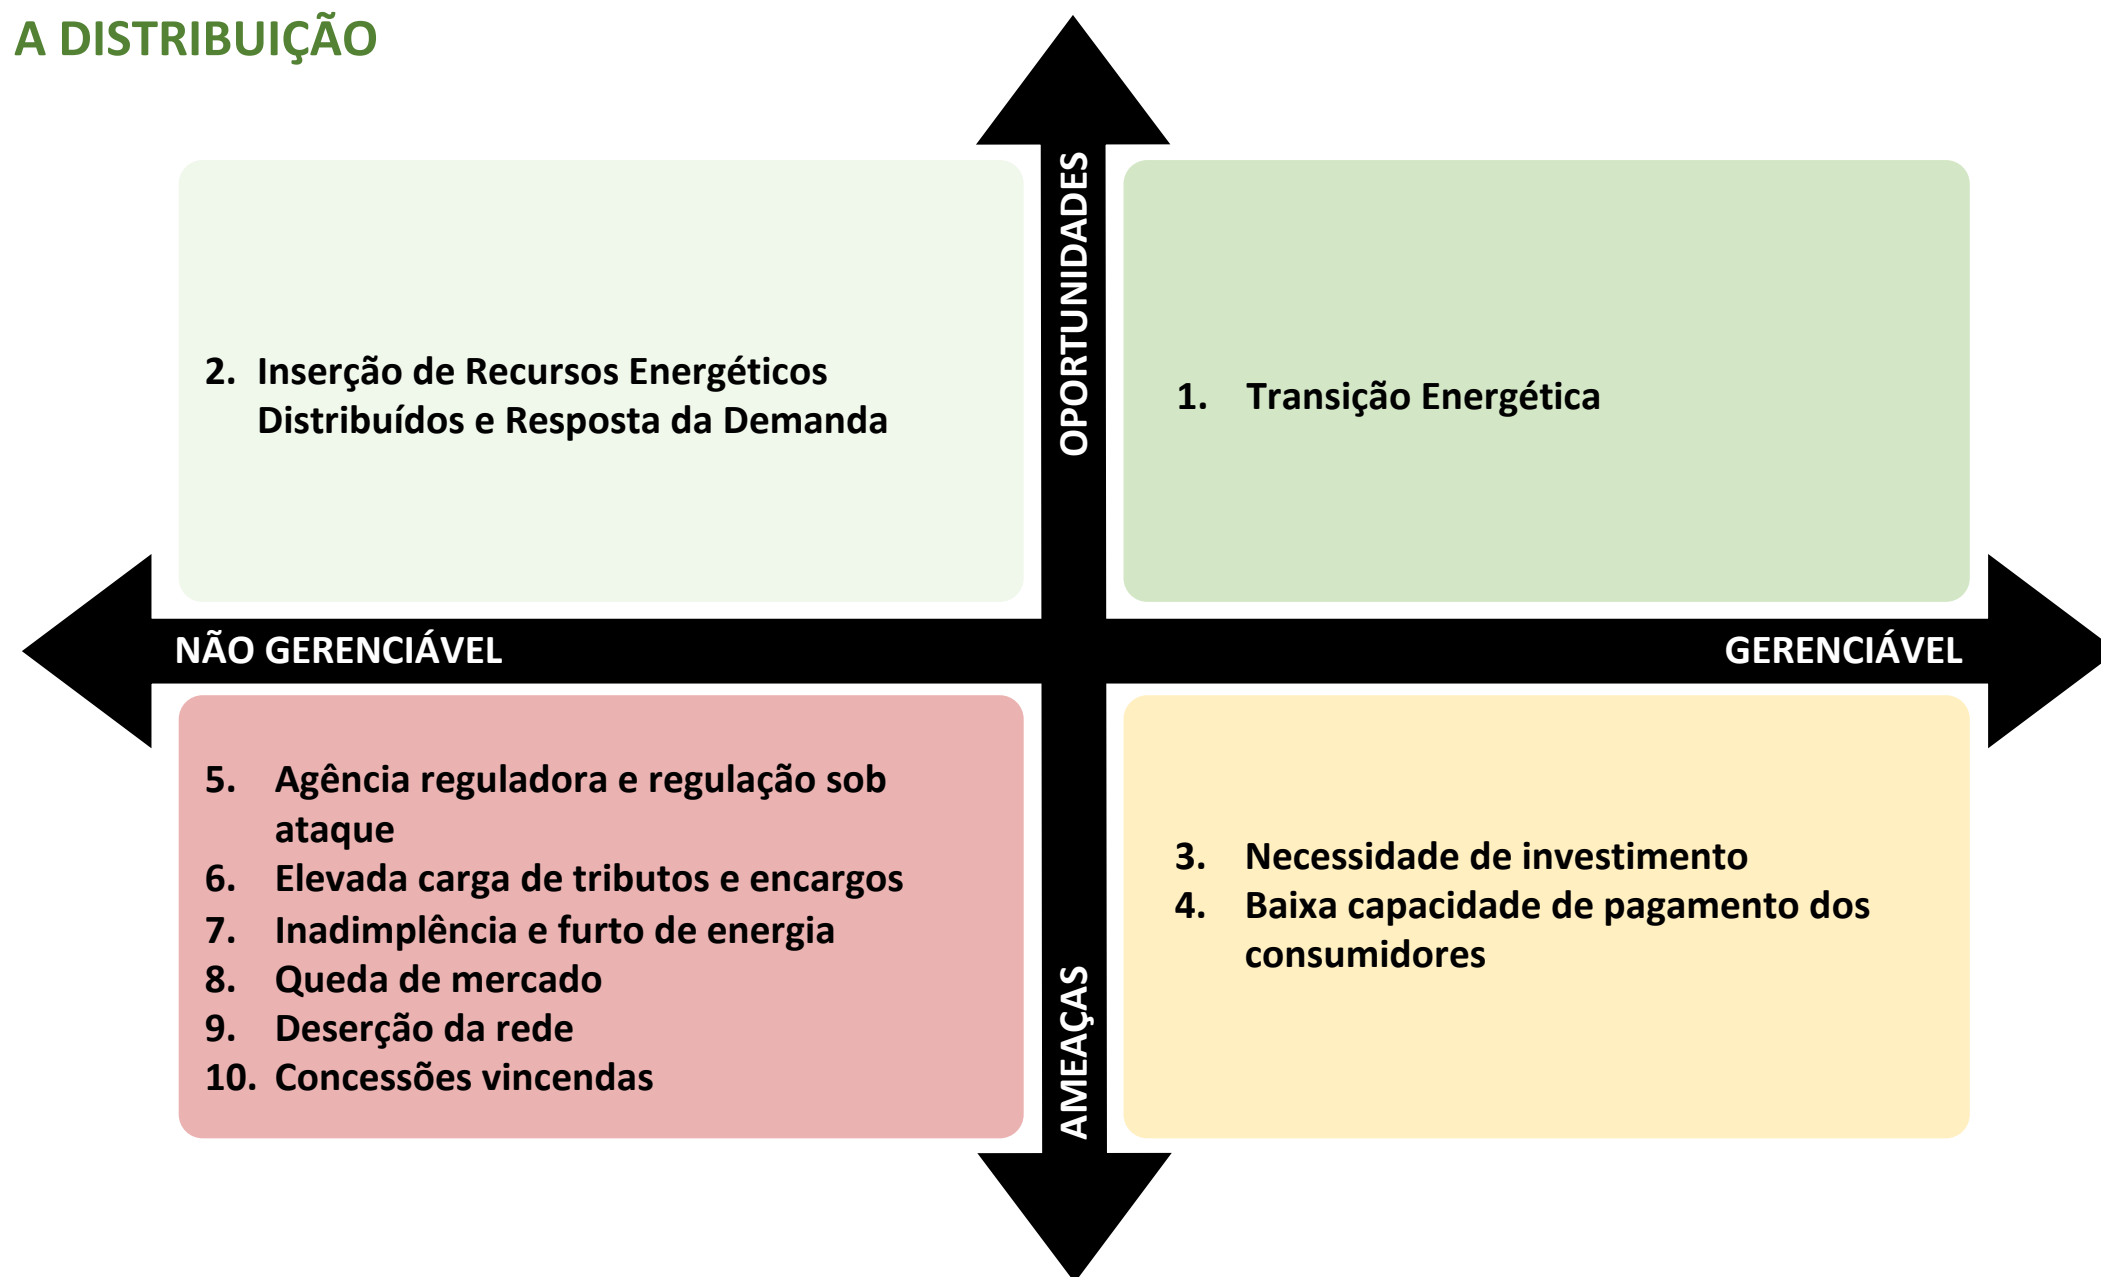 A DISTRIBUIÇÃO
OPORTUNIDADES
2. Inserção de Recursos Energéticos
Distribuídos e Resposta da Demanda
1. Transição Energética
NÃO GERENCIÁVEL
GERENCIÁVEL
5. Agência reguladora e regulação sob
ataque
6. Elevada carga de tributos e encargos
7. Inadimplência e furto de energia
8. Queda de mercado
9. Deserção da rede
10. Concessões vincendas
AMEAÇAS
3. Necessidade de investimento
4. Baixa capacidade de pagamento dos
consumidores